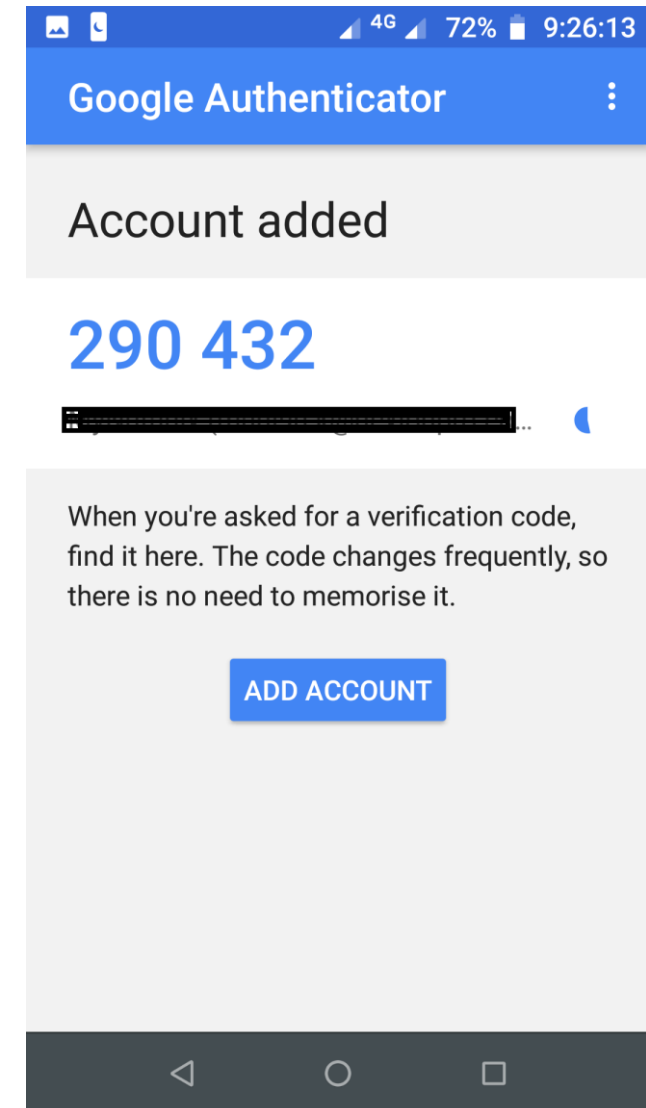 4G 72% 9:26:13
Google Authenticator
Account added
290 432
When you're asked for a verification code,
find it here. The code changes frequently, so
there is no need to memorise it.
ADD ACCOUNT